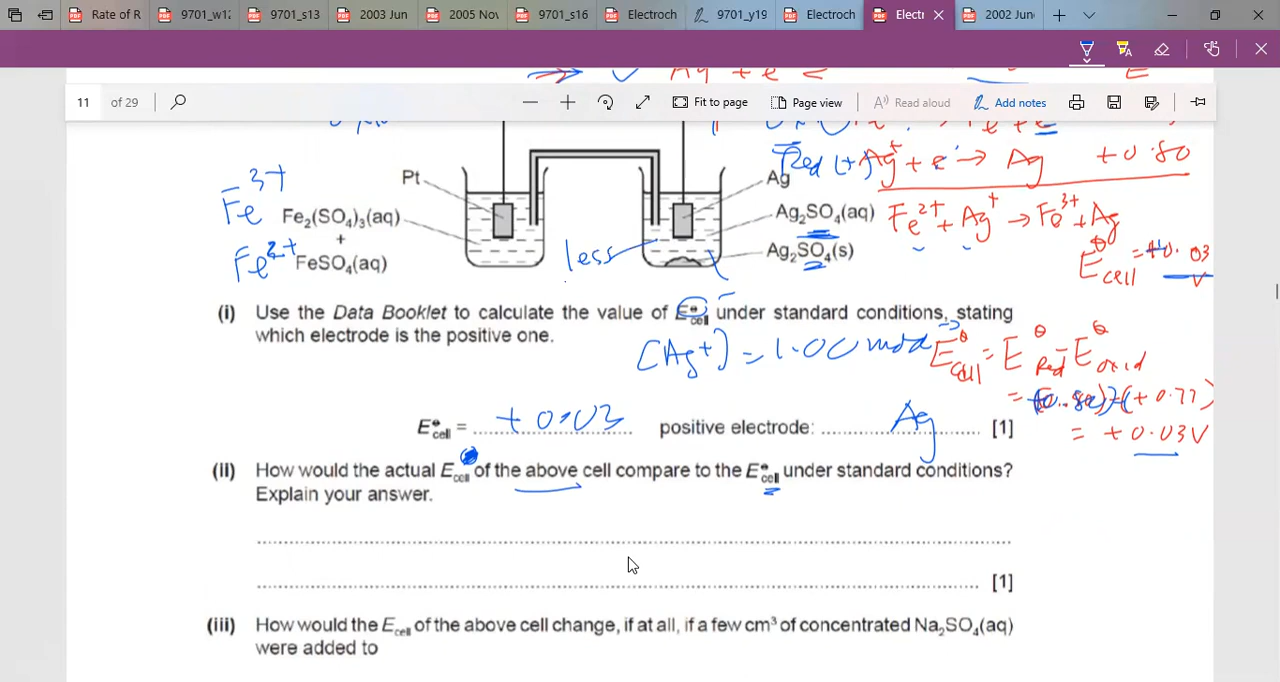 Rate of R 9701_w12 9701_s13 2003 Jun 2005 Nov 9701_s16 Electroch 9701_y19 Electroch Electr 2002 Jun
Ag + e
11 of 29 Fit to page Page view Read aloud Add notes
Pt
Ag
Red (+) Ag+ + e → Ag +0.80
Fe3+
Fe2(SO4)3(aq)
+
Fe2+ FeSO4(aq)
Ag2SO4(aq)
Ag2SO4(s)
less
Fe2+ + Ag+ → Fe3+ + Ag
E⊖cell = +0.03 V
(i) Use the Data Booklet to calculate the value of E⊖cell under standard conditions, stating
which electrode is the positive one.
[Ag+] = 1.00 mol
E⊖cell = E⊖Red - E⊖oxid
= (+0.80) - (+0.77)
= +0.03V
E⊖cell = +0.03 positive electrode: Ag [1]
(ii) How would the actual Ecell of the above cell compare to the E⊖cell under standard conditions?
Explain your answer.
[1]
(iii) How would the Ecell of the above cell change, if at all, if a few cm3 of concentrated Na2SO4(aq)
were added to